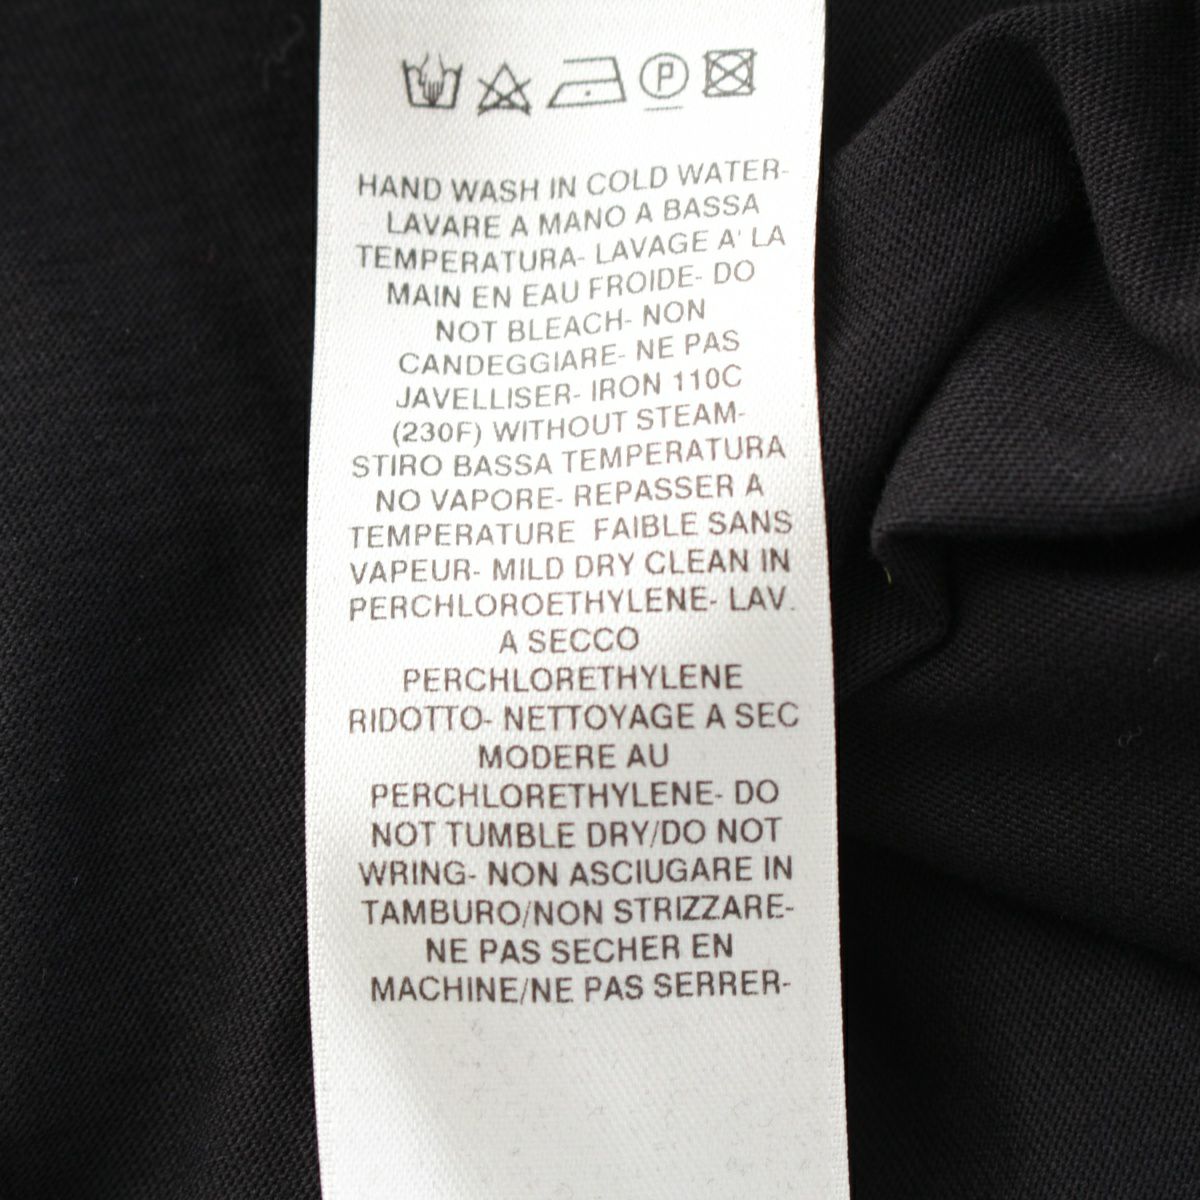 P
HAND WASH IN COLD WATER-
LAVARE A MANO A BASSA
TEMPERATURA- LAVAGE A' LA
MAIN EN EAU FROIDE- DO
NOT BLEACH- NON
CANDEGGIARE- NE PAS
JAVELLISER- IRON 110C
(230F) WITHOUT STEAM-
STIRO BASSA TEMPERATURA
NO VAPORE- REPASSER A
TEMPERATURE FAIBLE SANS
VAPEUR- MILD DRY CLEAN IN
PERCHLOROETHYLENE- LAV.
A SECCO
PERCHLORETHYLENE
RIDOTTO- NETTOYAGE A SEC
MODERE AU
PERCHLORETHYLENE- DO
NOT TUMBLE DRY/DO NOT
WRING- NON ASCIUGARE IN
TAMBURO/NON STRIZZARE-
NE PAS SECHER EN
MACHINE/NE PAS SERRER-